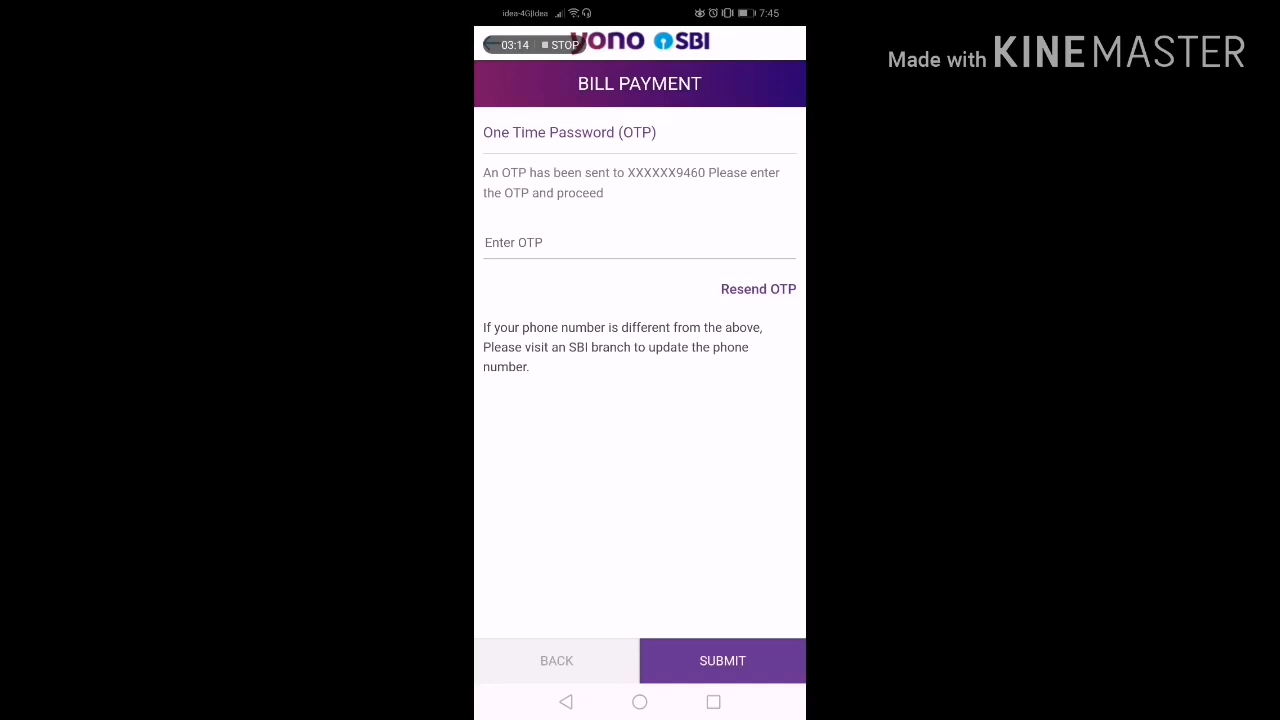 idea-4G|Idea 7:45
03:14 STOP yono SBI
Made with KINEMASTER
BILL PAYMENT
One Time Password (OTP)
An OTP has been sent to XXXXXX9460 Please enter
the OTP and proceed
Enter OTP
Resend OTP
If your phone number is different from the above,
Please visit an SBI branch to update the phone
number.
BACK SUBMIT